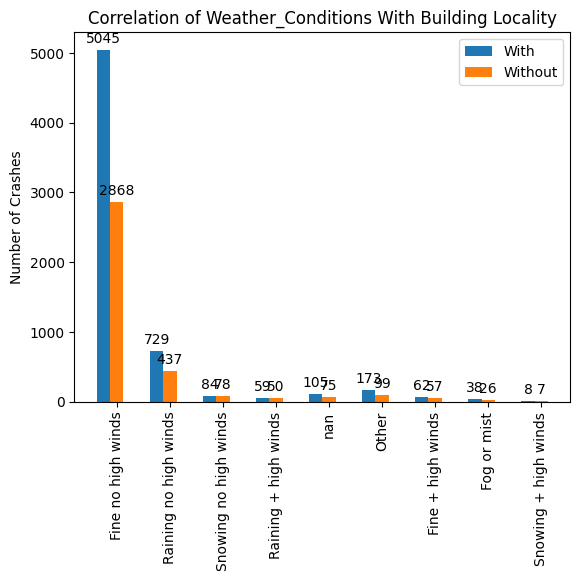 Correlation of Weather_Conditions With Building Locality
With
Without
Number of Crashes
5000
4000
3000
2000
1000
0
5045
2868
729
437
84
78
59
50
105
75
173
99
62
57
38
26
8
7
Fine no high winds
Raining no high winds
Snowing no high winds
Raining + high winds
nan
Other
Fine + high winds
Fog or mist
Snowing + high winds